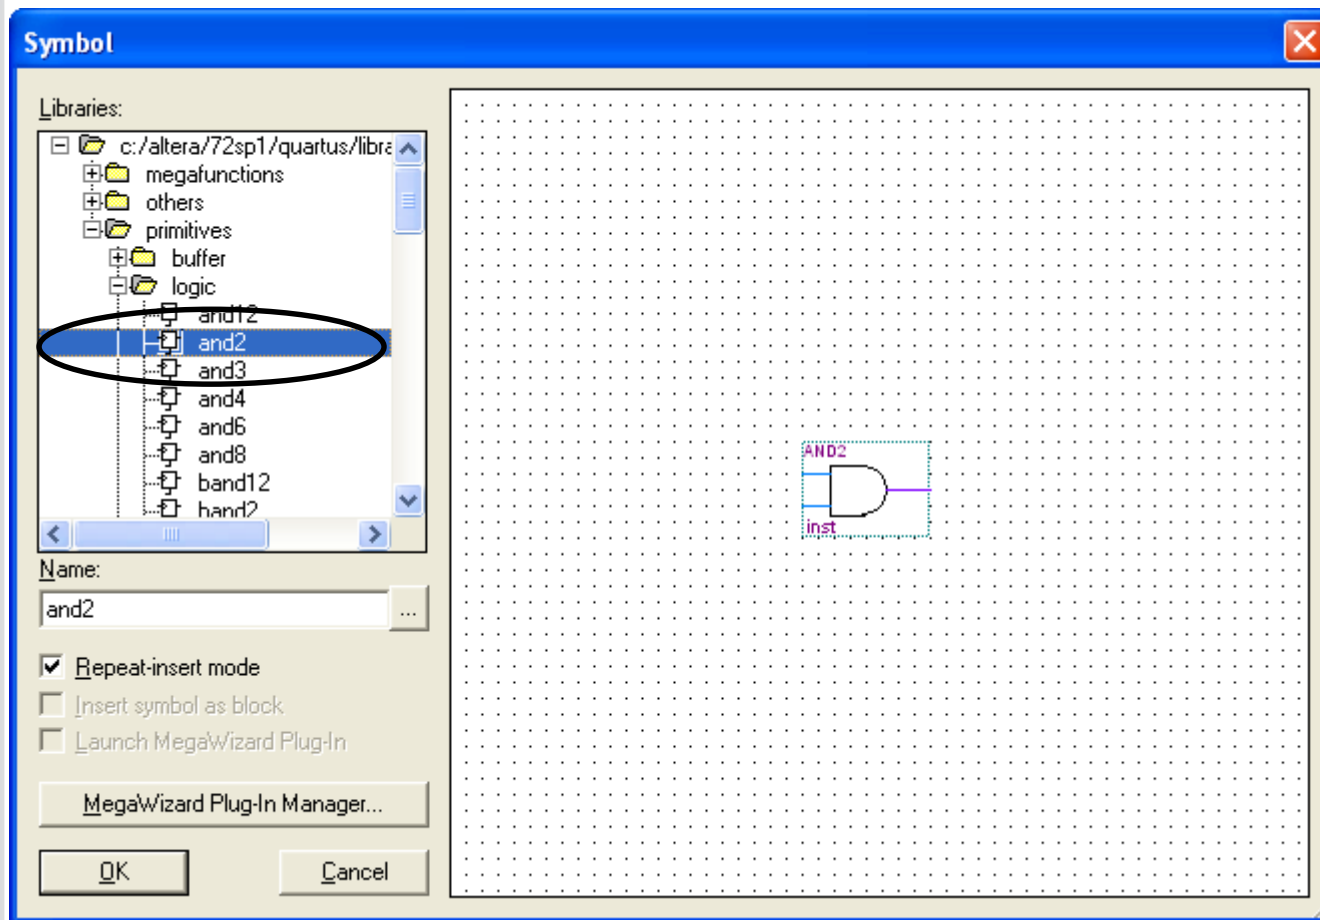 Symbol
Libraries:
c:/altera/72sp1/quartus/libra
megafunctions
others
primitives
buffer
logic
and12
and2
and3
and4
and6
and8
band12
band2
Name:
and2
...
Repeat-insert mode
Insert symbol as block
Launch MegaWizard Plug-In
MegaWizard Plug-In Manager...
OK
Cancel
AND2
inst